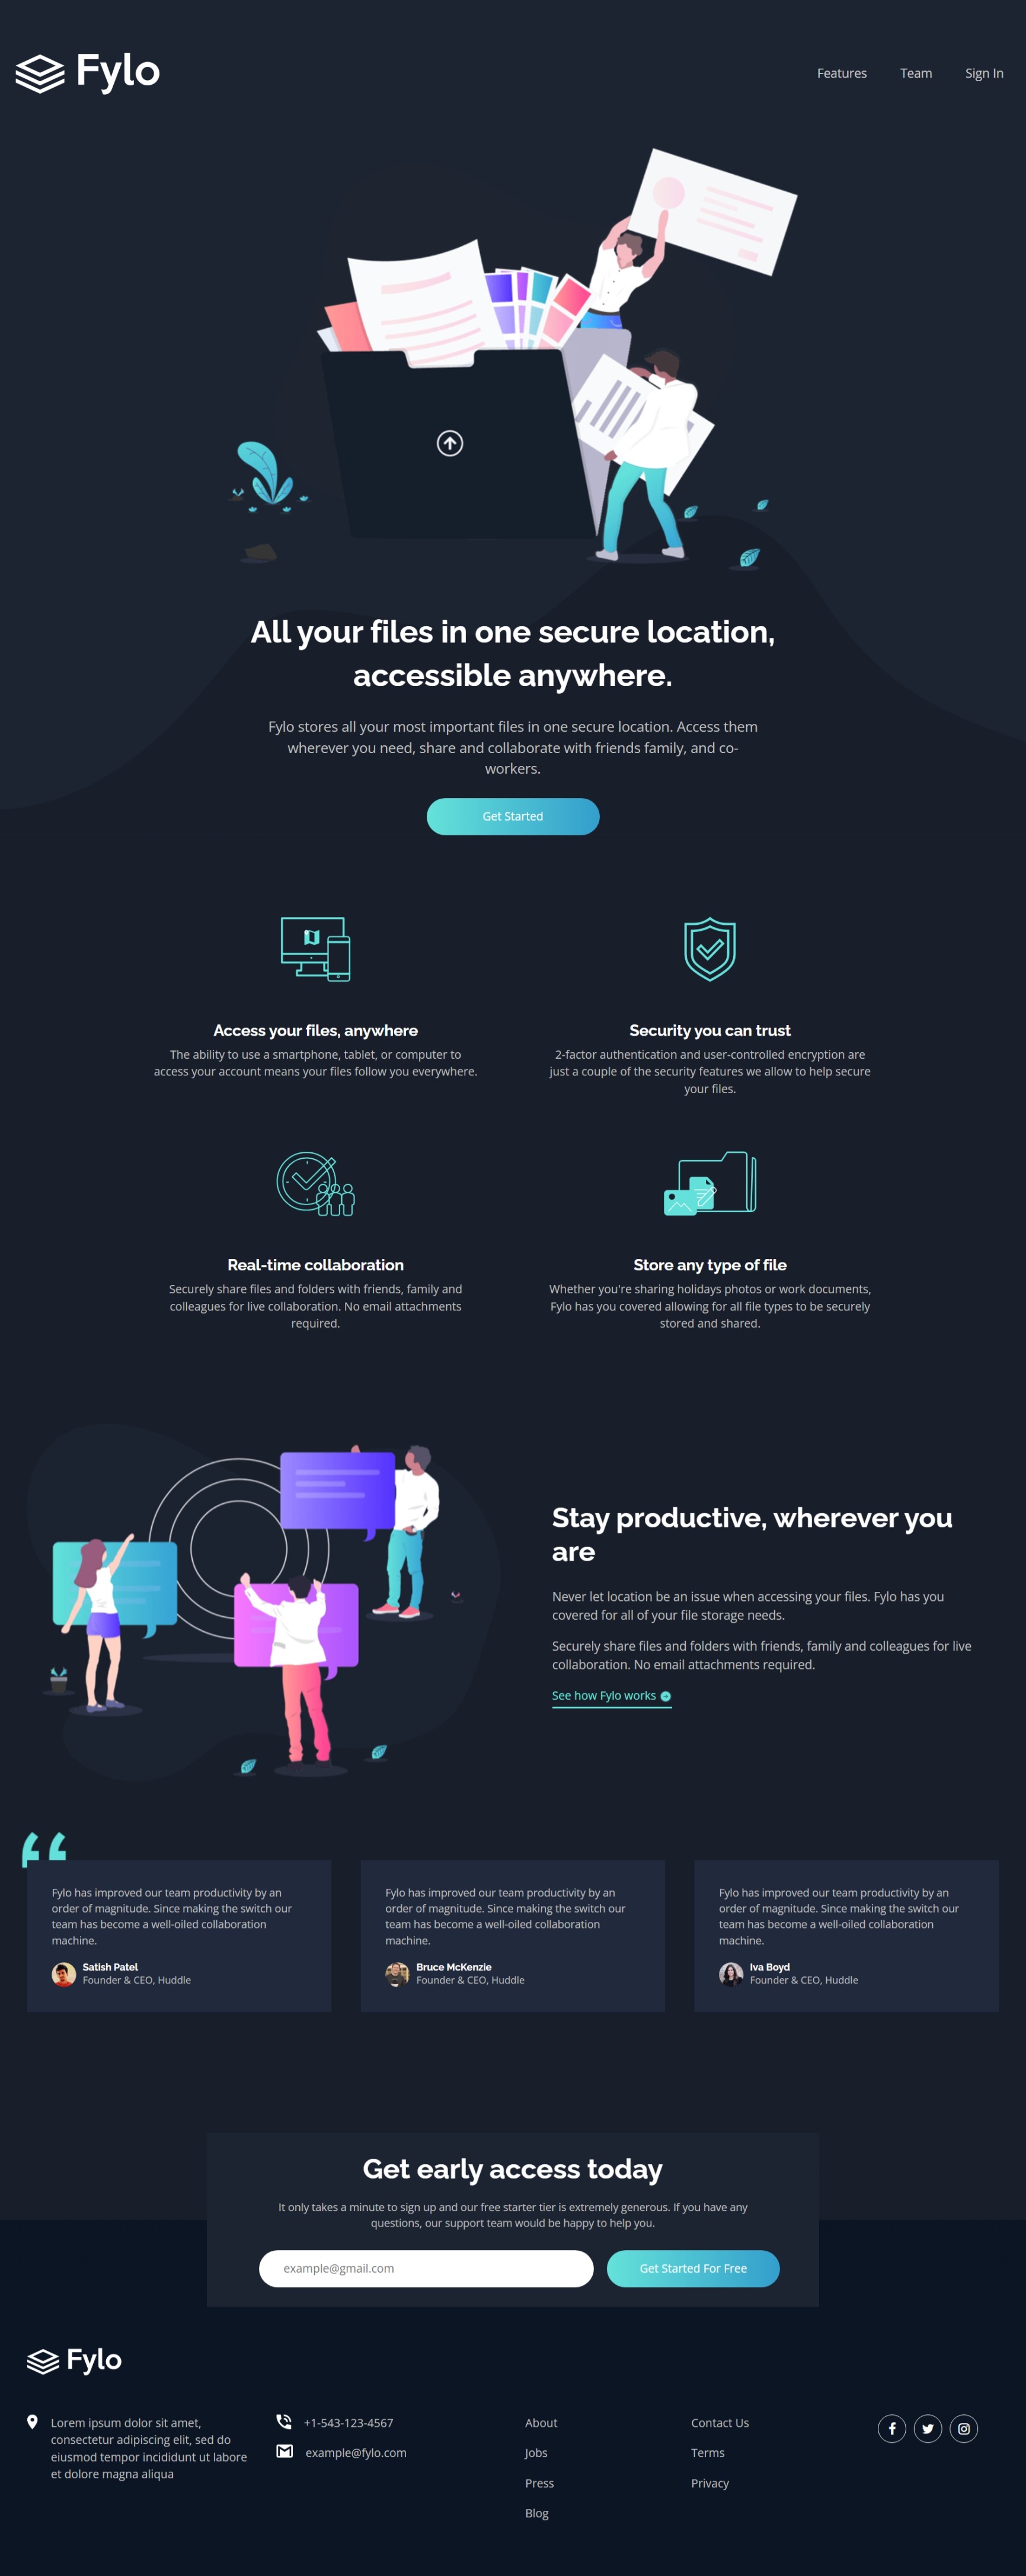 Fylo
Features
Team
Sign In
All your files in one secure location,
accessible anywhere.
Fylo stores all your most important files in one secure location. Access them
wherever you need, share and collaborate with friends family, and co-
workers.
Get Started
Access your files, anywhere
The ability to use a smartphone, tablet, or computer to
access your account means your files follow you everywhere.
Security you can trust
2-factor authentication and user-controlled encryption are
just a couple of the security features we allow to help secure
your files.
Real-time collaboration
Securely share files and folders with friends, family and
colleagues for live collaboration. No email attachments
required.
Store any type of file
Whether you're sharing holidays photos or work documents,
Fylo has you covered allowing for all file types to be securely
stored and shared.
Stay productive, wherever you
are
Never let location be an issue when accessing your files. Fylo has you
covered for all of your file storage needs.
Securely share files and folders with friends, family and colleagues for live
collaboration. No email attachments required.
See how Fylo works
Fylo has improved our team productivity by an
order of magnitude. Since making the switch our
team has become a well-oiled collaboration
machine.
Satish Patel
Founder & CEO, Huddle
Fylo has improved our team productivity by an
order of magnitude. Since making the switch our
team has become a well-oiled collaboration
machine.
Bruce McKenzie
Founder & CEO, Huddle
Fylo has improved our team productivity by an
order of magnitude. Since making the switch our
team has become a well-oiled collaboration
machine.
Iva Boyd
Founder & CEO, Huddle
Get early access today
It only takes a minute to sign up and our free starter tier is extremely generous. If you have any
questions, our support team would be happy to help you.
example@gmail.com
Get Started For Free
Fylo
Lorem ipsum dolor sit amet,
consectetur adipiscing elit, sed do
eiusmod tempor incididunt ut labore
et dolore magna aliqua
+1-543-123-4567
example@fylo.com
About
Jobs
Press
Blog
Contact Us
Terms
Privacy